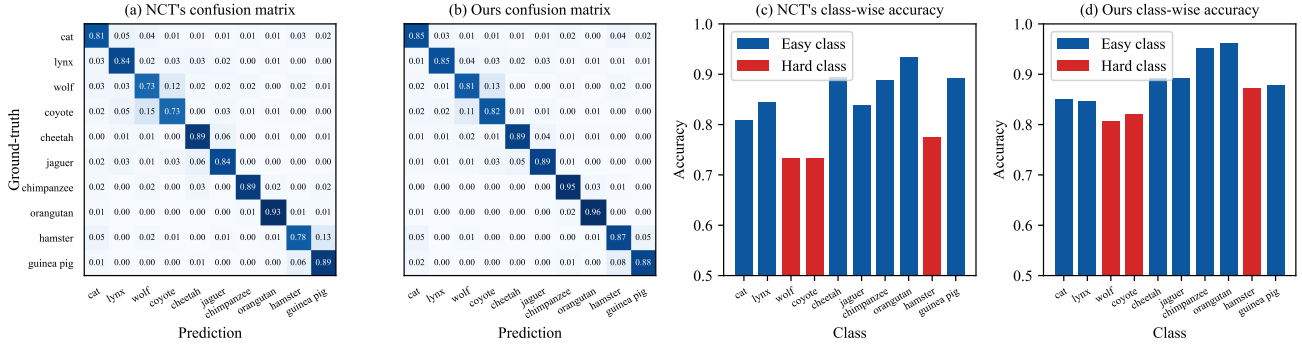 (a) NCT's confusion matrix
Ground-truth
cat 0.81 0.05 0.04 0.01 0.01 0.01 0.01 0.01 0.03 0.02
lynx 0.03 0.84 0.02 0.03 0.03 0.02 0.01 0.00 0.01 0.01
wolf 0.03 0.03 0.73 0.12 0.02 0.02 0.02 0.00 0.02 0.01
coyote 0.02 0.05 0.15 0.73 0.00 0.03 0.01 0.00 0.01 0.00
cheetah 0.00 0.01 0.01 0.00 0.89 0.06 0.00 0.00 0.01 0.00
jaguer 0.02 0.03 0.01 0.03 0.06 0.84 0.00 0.00 0.00 0.00
chimpanzee 0.02 0.00 0.02 0.00 0.03 0.00 0.89 0.02 0.00 0.02
orangutan 0.01 0.00 0.00 0.00 0.01 0.00 0.02 0.93 0.01 0.01
hamster 0.05 0.00 0.02 0.01 0.01 0.00 0.00 0.01 0.78 0.13
guinea pig 0.01 0.00 0.01 0.01 0.01 0.00 0.00 0.00 0.06 0.89
cat lynx wolf coyote cheetah jaguer chimpanzee orangutan hamster guinea pig
Prediction
(b) Ours confusion matrix
0.85 0.03 0.01 0.01 0.01 0.01 0.00 0.02 0.04 0.02
0.01 0.85 0.04 0.03 0.02 0.03 0.01 0.00 0.01 0.01
0.02 0.01 0.81 0.13 0.00 0.01 0.00 0.00 0.01 0.01
0.02 0.02 0.11 0.82 0.00 0.02 0.00 0.00 0.01 0.00
0.01 0.01 0.02 0.01 0.89 0.04 0.01 0.00 0.00 0.00
0.01 0.01 0.01 0.03 0.05 0.89 0.01 0.00 0.00 0.00
0.00 0.00 0.00 0.00 0.00 0.00 0.95 0.03 0.01 0.00
0.01 0.00 0.00 0.00 0.00 0.00 0.02 0.96 0.00 0.01
0.05 0.00 0.01 0.00 0.00 0.00 0.00 0.01 0.87 0.05
0.02 0.00 0.01 0.00 0.01 0.00 0.00 0.00 0.08 0.88
cat lynx wolf coyote cheetah jaguer chimpanzee orangutan hamster guinea pig
Prediction
(c) NCT's class-wise accuracy
Accuracy
1.0
0.9
0.8
0.7
0.6
0.5
Easy class
Hard class
cat lynx wolf coyote cheetah jaguer chimpanzee orangutan hamster guinea pig
Class
(d) Ours class-wise accuracy
Accuracy
1.0
0.9
0.8
0.7
0.6
0.5
Easy class
Hard class
cat lynx wolf coyote cheetah jaguer chimpanzee orangutan hamster guinea pig
Class